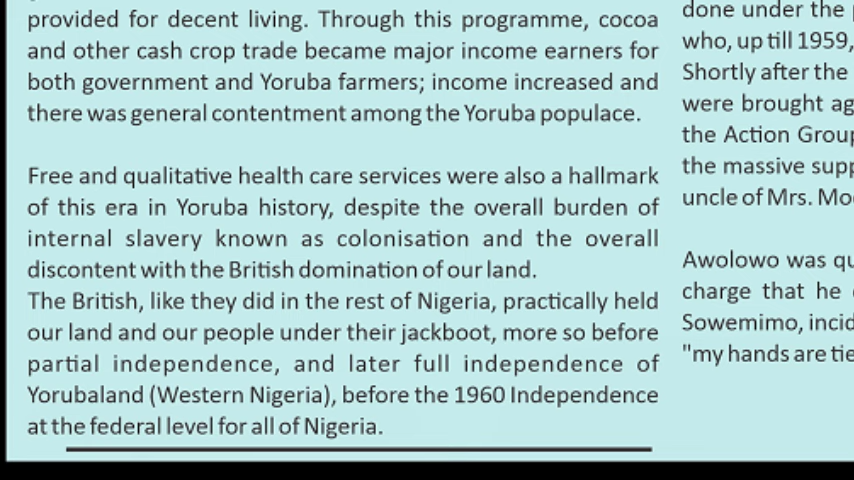 provided for decent living. Through this programme, cocoa
and other cash crop trade became major income earners for
both government and Yoruba farmers; income increased and
there was general contentment among the Yoruba populace.
Free and qualitative health care services were also a hallmark
of this era in Yoruba history, despite the overall burden of
internal slavery known as colonisation and the overall
discontent with the British domination of our land.
The British, like they did in the rest of Nigeria, practically held
our land and our people under their jackboot, more so before
partial independence, and later full independence of
Yorubaland (Western Nigeria), before the 1960 Independence
at the federal level for all of Nigeria.
done under the
who, up till 1959,
Shortly after the
were brought
the Action Group
the massive
uncle of Mrs.
Awolowo was
charge that he
Sowemimo,
"my hands are